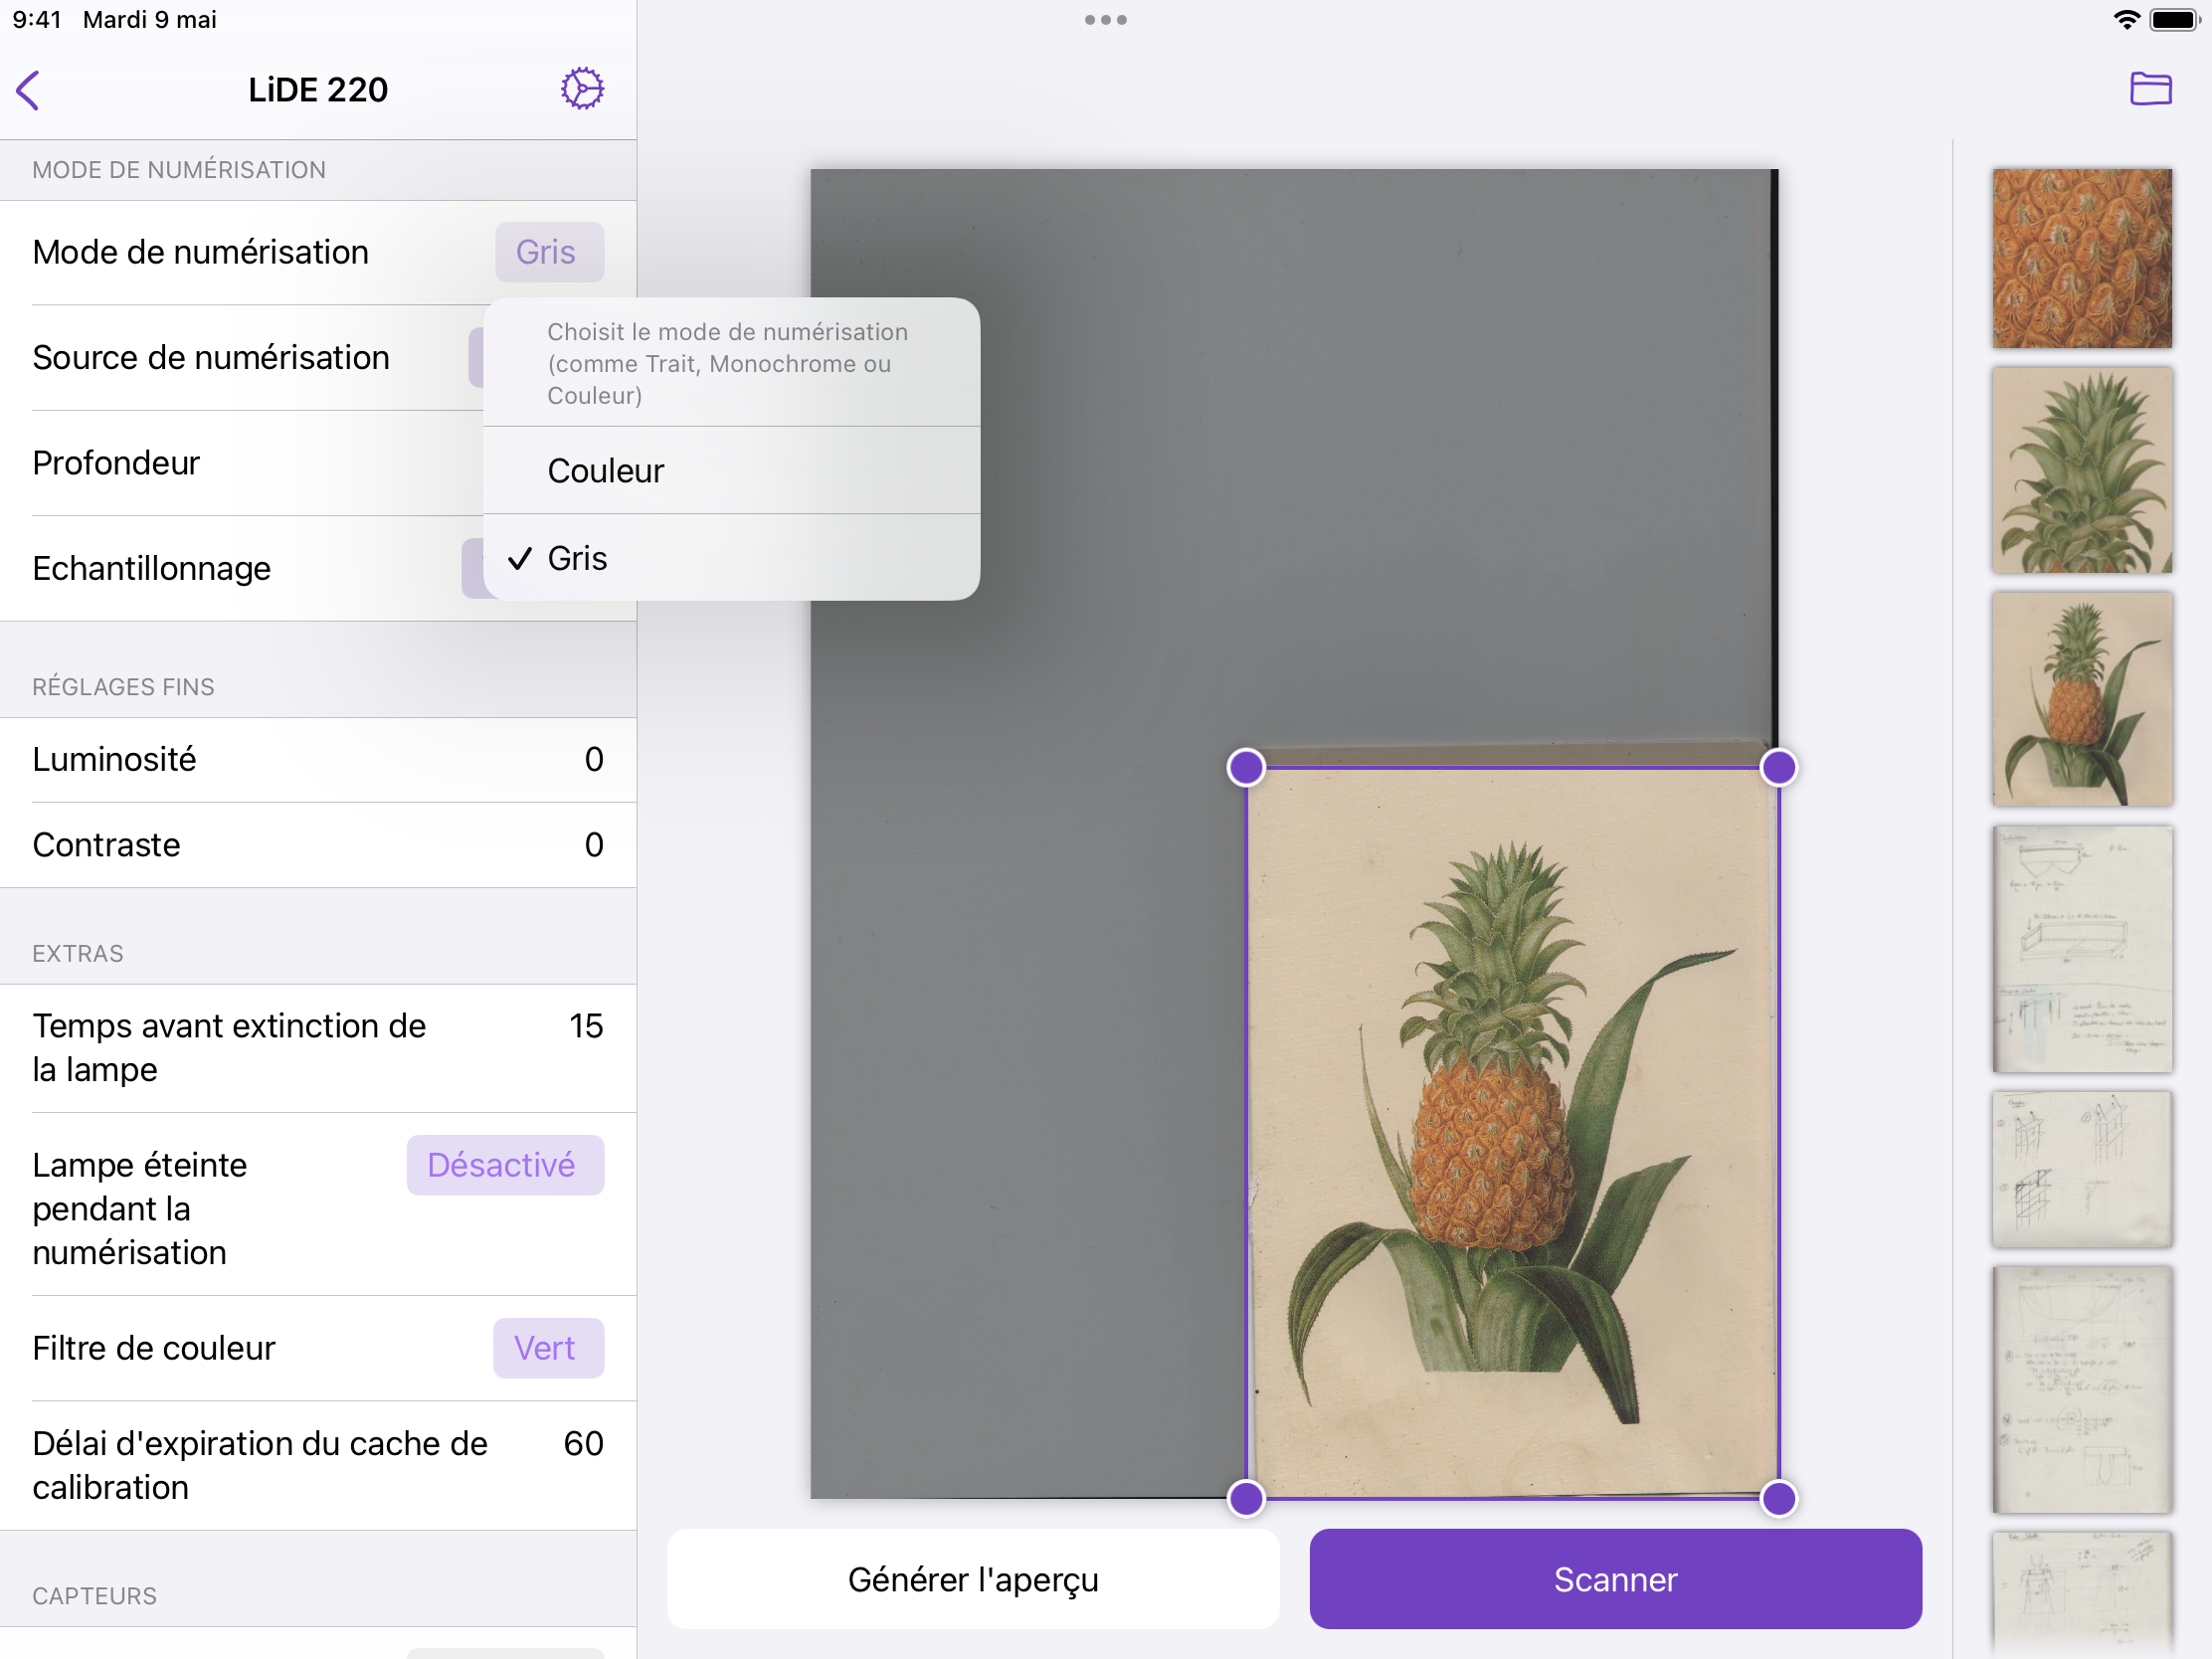 9:41 Mardi 9 mai
LiDE 220
MODE DE NUMÉRISATION
Mode de numérisation Gris
Source de numérisation
Profondeur
Echantillonnage
Choisit le mode de numérisation
(comme Trait, Monochrome ou
Couleur)
Couleur
Gris
RÉGLAGES FINS
Luminosité 0
Contraste 0
EXTRAS
Temps avant extinction de
la lampe 15
Lampe éteinte
pendant la
numérisation Désactivé
Filtre de couleur Vert
Délai d'expiration du cache de
calibration 60
CAPTEURS
Générer l'aperçu
Scanner